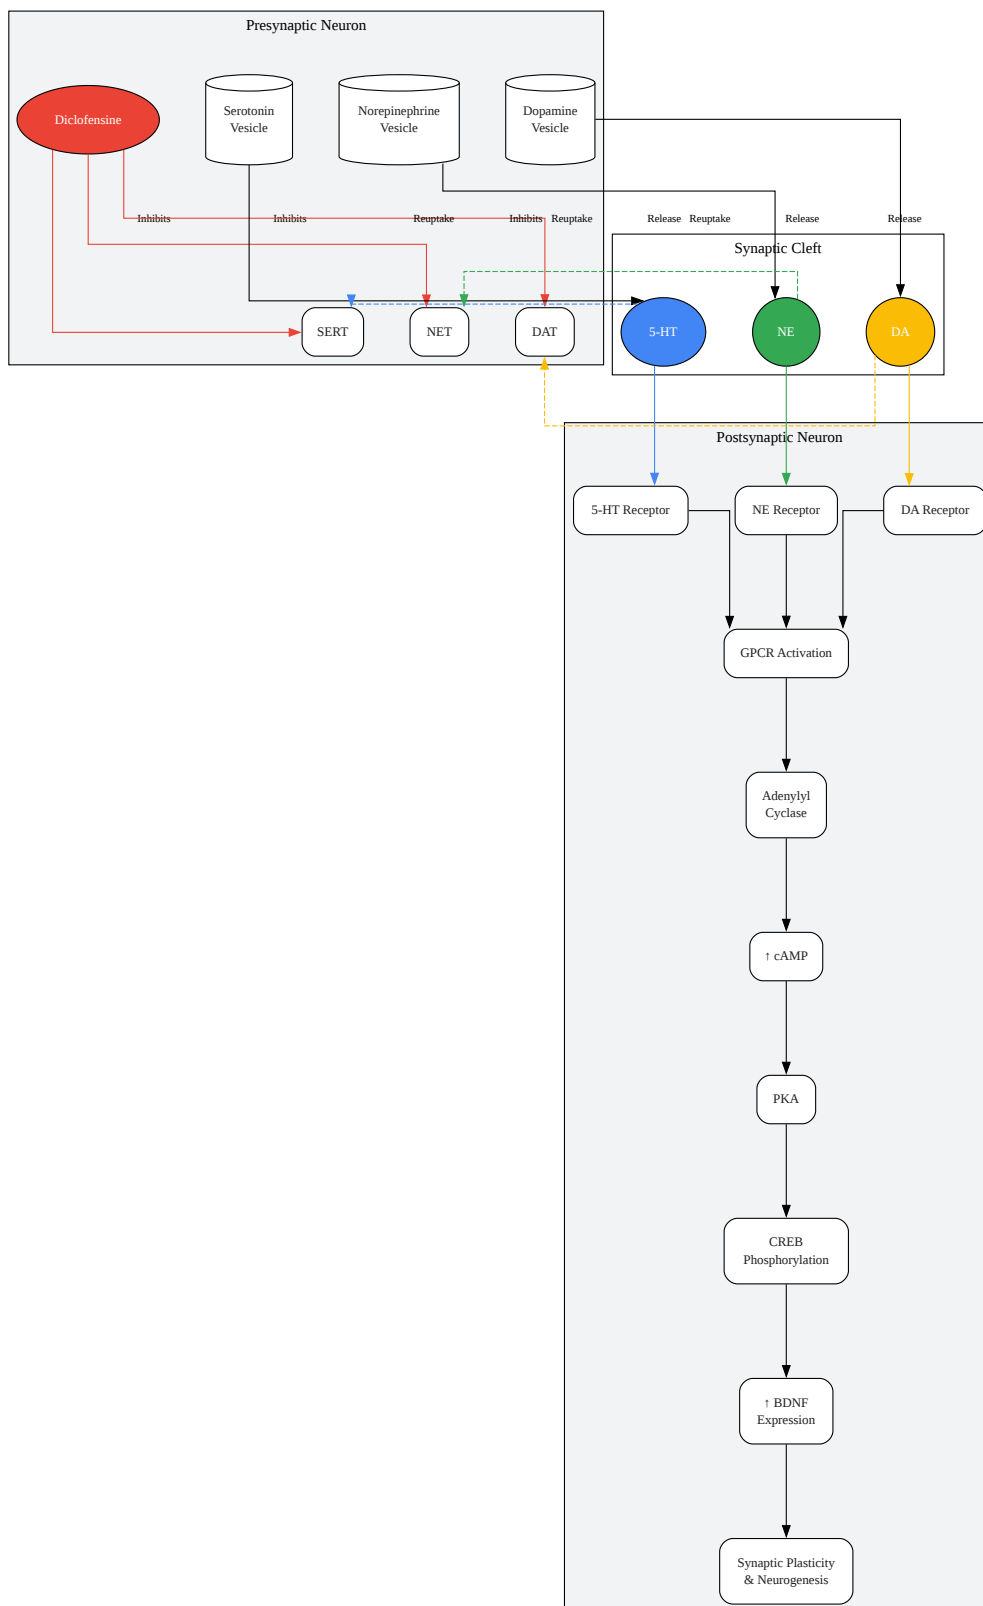 Presynaptic Neuron
Diclofensine
Serotonin
Vesicle
Norepinephrine
Vesicle
Dopamine
Vesicle
Inhibits
Inhibits
Reuptake
Inhibits
Reuptake
Release
Reuptake
Release
Release
Synaptic Cleft
SERT
NET
DAT
5-HT
NE
DA
Postsynaptic Neuron
5-HT Receptor
NE Receptor
DA Receptor
GPCR Activation
Adenylyl
Cyclase
↑ cAMP
PKA
CREB
Phosphorylation
↑ BDNF
Expression
Synaptic Plasticity
& Neurogenesis